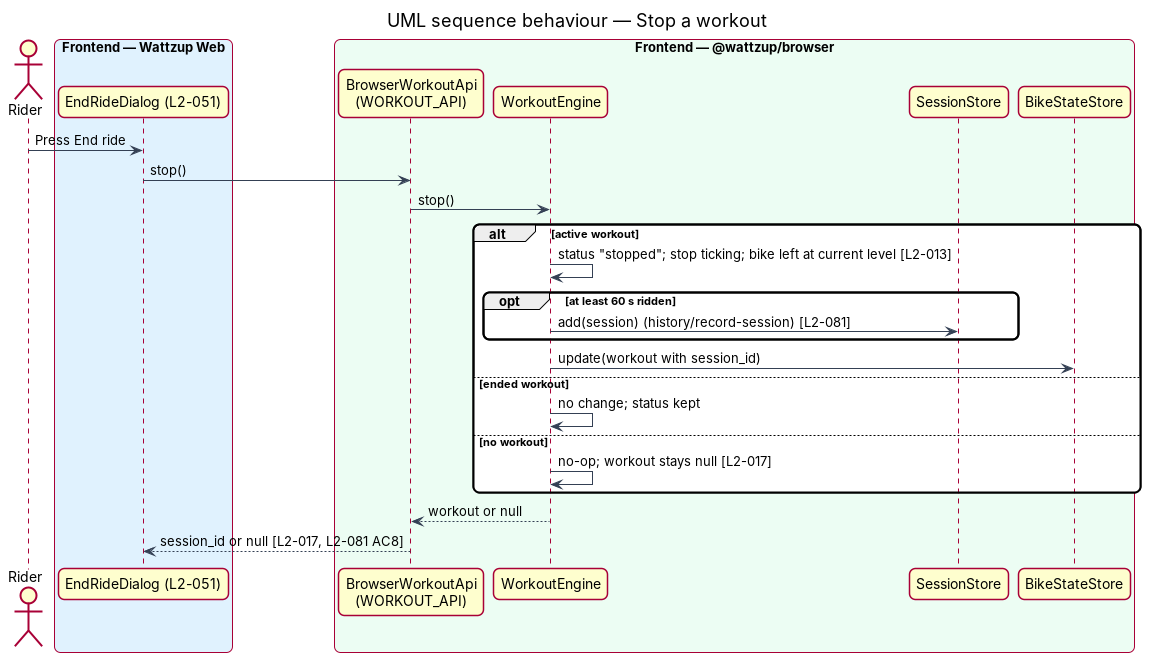 UML sequence behaviour — Stop a workout
Frontend — Wattzup Web
Frontend — @wattzup/browser
Rider
EndRideDialog (L2-051)
BrowserWorkoutApi
(WORKOUT_API)
WorkoutEngine
SessionStore
BikeStateStore
Press End ride
stop()
stop()
alt
[active workout]
status "stopped"; stop ticking; bike left at current level [L2-013]
opt
[at least 60 s ridden]
add(session) (history/record-session) [L2-081]
update(workout with session_id)
[ended workout]
no change; status kept
[no workout]
no-op; workout stays null [L2-017]
workout or null
session_id or null [L2-017, L2-081 AC8]
Rider
EndRideDialog (L2-051)
BrowserWorkoutApi
(WORKOUT_API)
WorkoutEngine
SessionStore
BikeStateStore